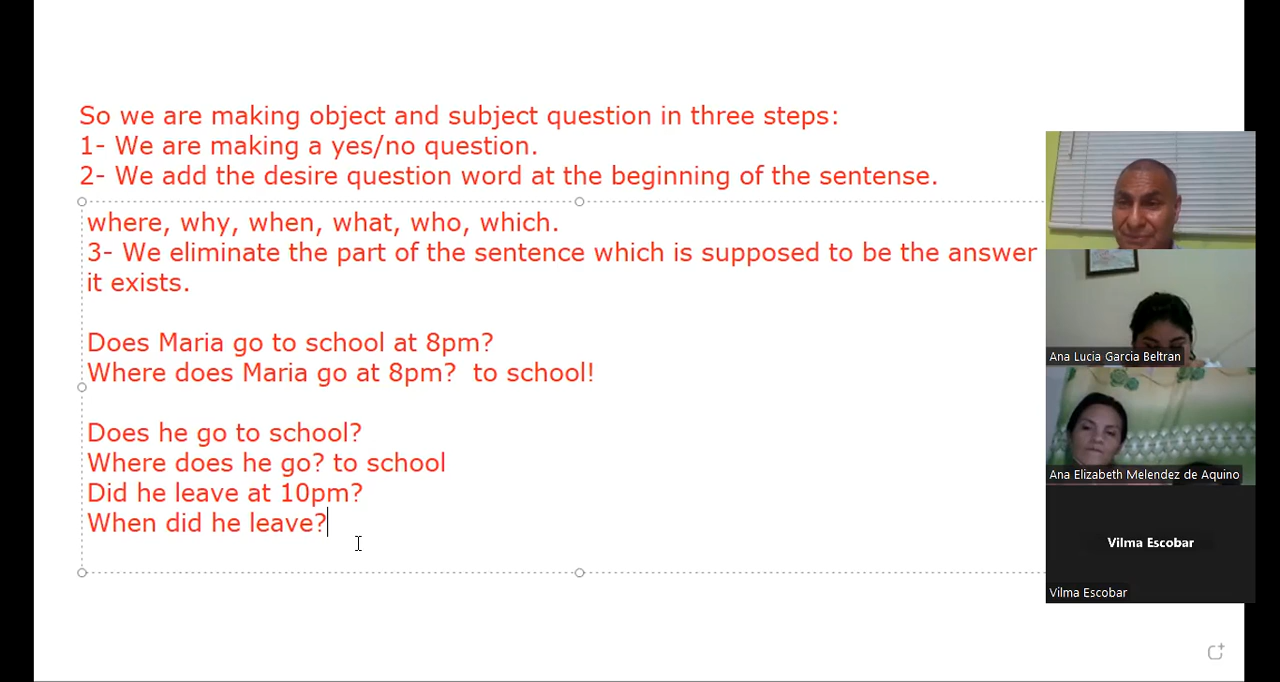 So we are making object and subject question in three steps:
1- We are making a yes/no question.
2- We add the desire question word at the beginning of the sentense.
where, why, when, what, who, which.
3- We eliminate the part of the sentence which is supposed to be the answer
it exists.
Does Maria go to school at 8pm?
Where does Maria go at 8pm?  to school!
Does he go to school?
Where does he go? to school
Did he leave at 10pm?
When did he leave?
Ana Lucia Garcia Beltran
Ana Elizabeth Melendez de Aquino
Vilma Escobar
Vilma Escobar